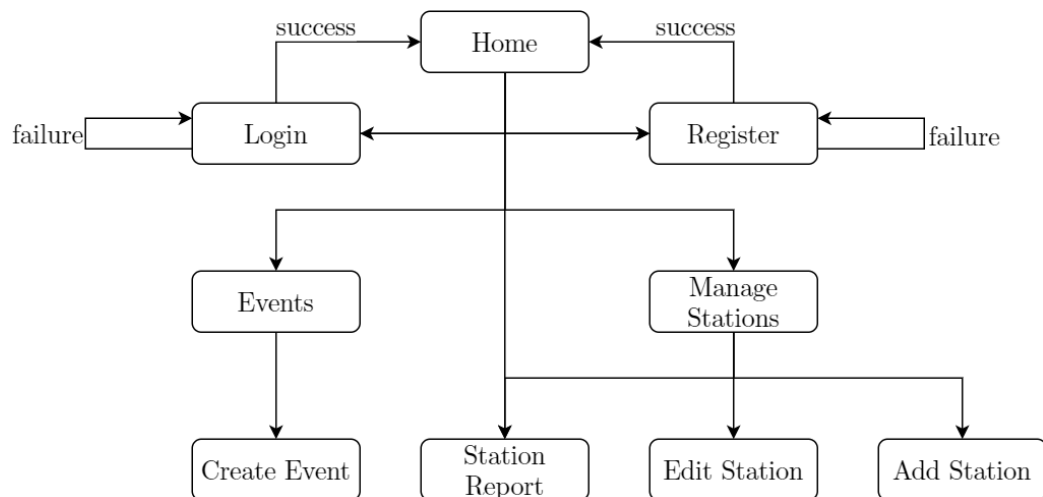 success
Home
success
failure
Login
Register
failure
Events
Manage
Stations
Create Event
Station
Report
Edit Station
Add Station